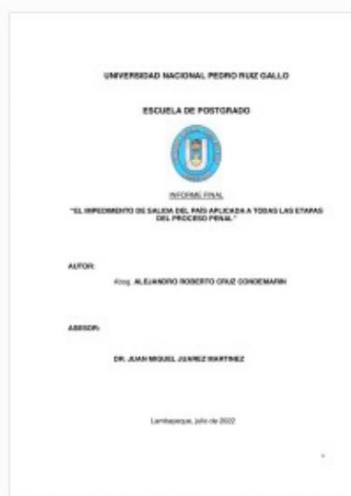 UNIVERSIDAD NACIONAL PEDRO RUIZ GALLO
ESCUELA DE POSTGRADO
INFORME FINAL
"EL IMPEDIMENTO DE SALIDA DEL PAÍS APLICADA A TODAS LAS ETAPAS
DEL PROCESO PENAL"
AUTOR:
Abog. ALEJANDRO ROBERTO CRUZ CONDEMARIN
ASESOR:
DR. JUAN MIGUEL JUAREZ MARTINEZ
Lambayeque, julio de 2022